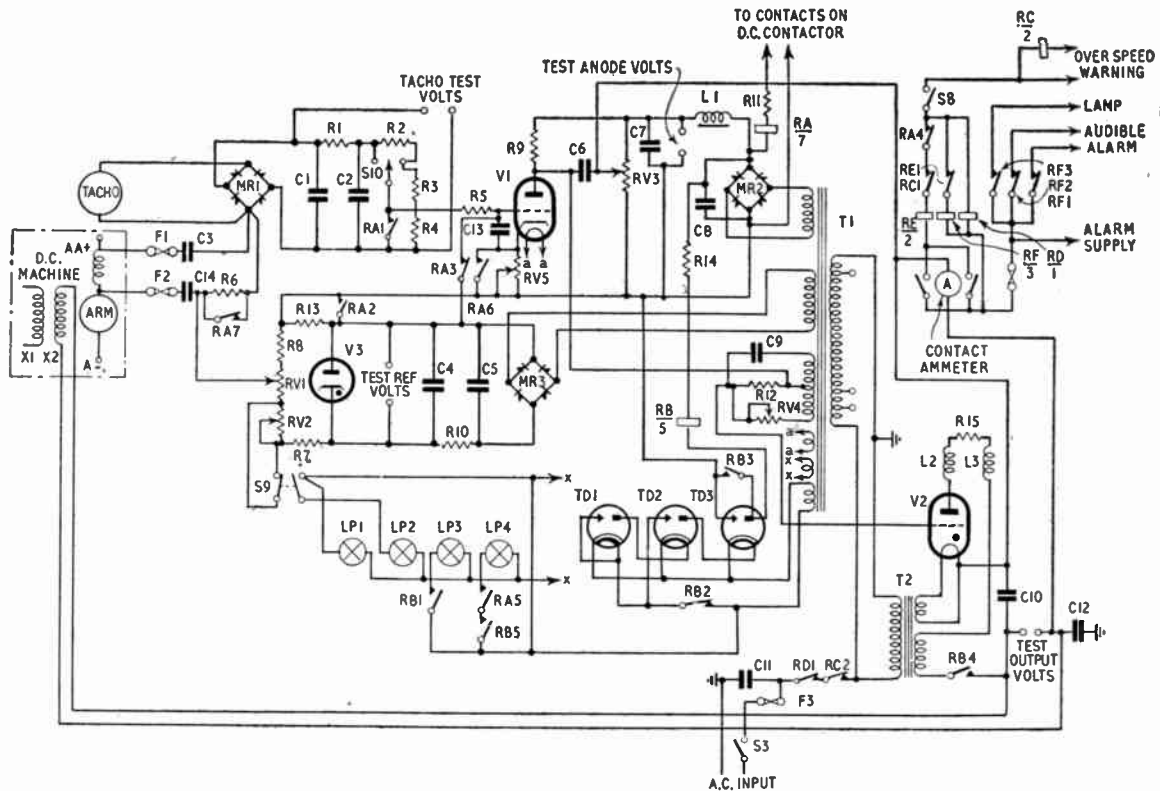 TO CONTACTS ON
D.C. CONTACTOR
RC
2
OVER SPEED
WARNING
TEST ANODE VOLTS
TACHO TEST
VOLTS
L1
R11
S8
LAMP
RA
7
RA4
AUDIBLE
ALARM
R1
R2
R9
C7
C6
V1
RE1
RC1
RF3
RF2
RF1
TACHO
MR1
S10
RV3
MR2
T1
C1
C2
R3
R5
RA1
R4
C13
C8
RE
2
ALARM
SUPPLY
AA+
F1
C3
D.C.
MACHINE
F2
C14
R6
RA3
a
a
RV5
R14
RF
3
RD
1
A
ARM
RA7
R13
RA2
RA6
X1
X2
A-
R8
V3
C9
CONTACT
AMMETER
RV1
TEST REF
VOLTS
C4
C5
MR3
R12
RV4
RV2
RB
5
R10
R7
a
a
x
x
R15
L2
L3
S9
x
RB3
TD1
TD2
TD3
V2
LP1
LP2
LP3
LP4
x
T2
RB1
RA5
RB2
C10
C12
RB5
C11
RD1
RC2
RB4
TEST
OUTPUT
VOLTS
F3
S3
A.C. INPUT